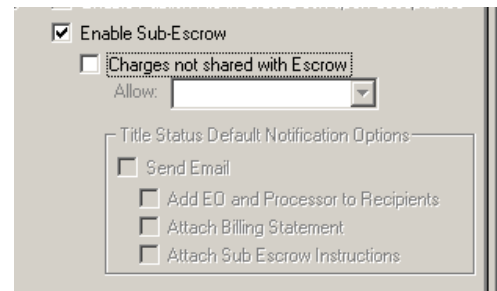 Enable Sub-Escrow
Charges not shared with Escrow
Allow:
Title Status Default Notification Options
Send Email
Add EO and Processor to Recipients
Attach Billing Statement
Attach Sub Escrow Instructions